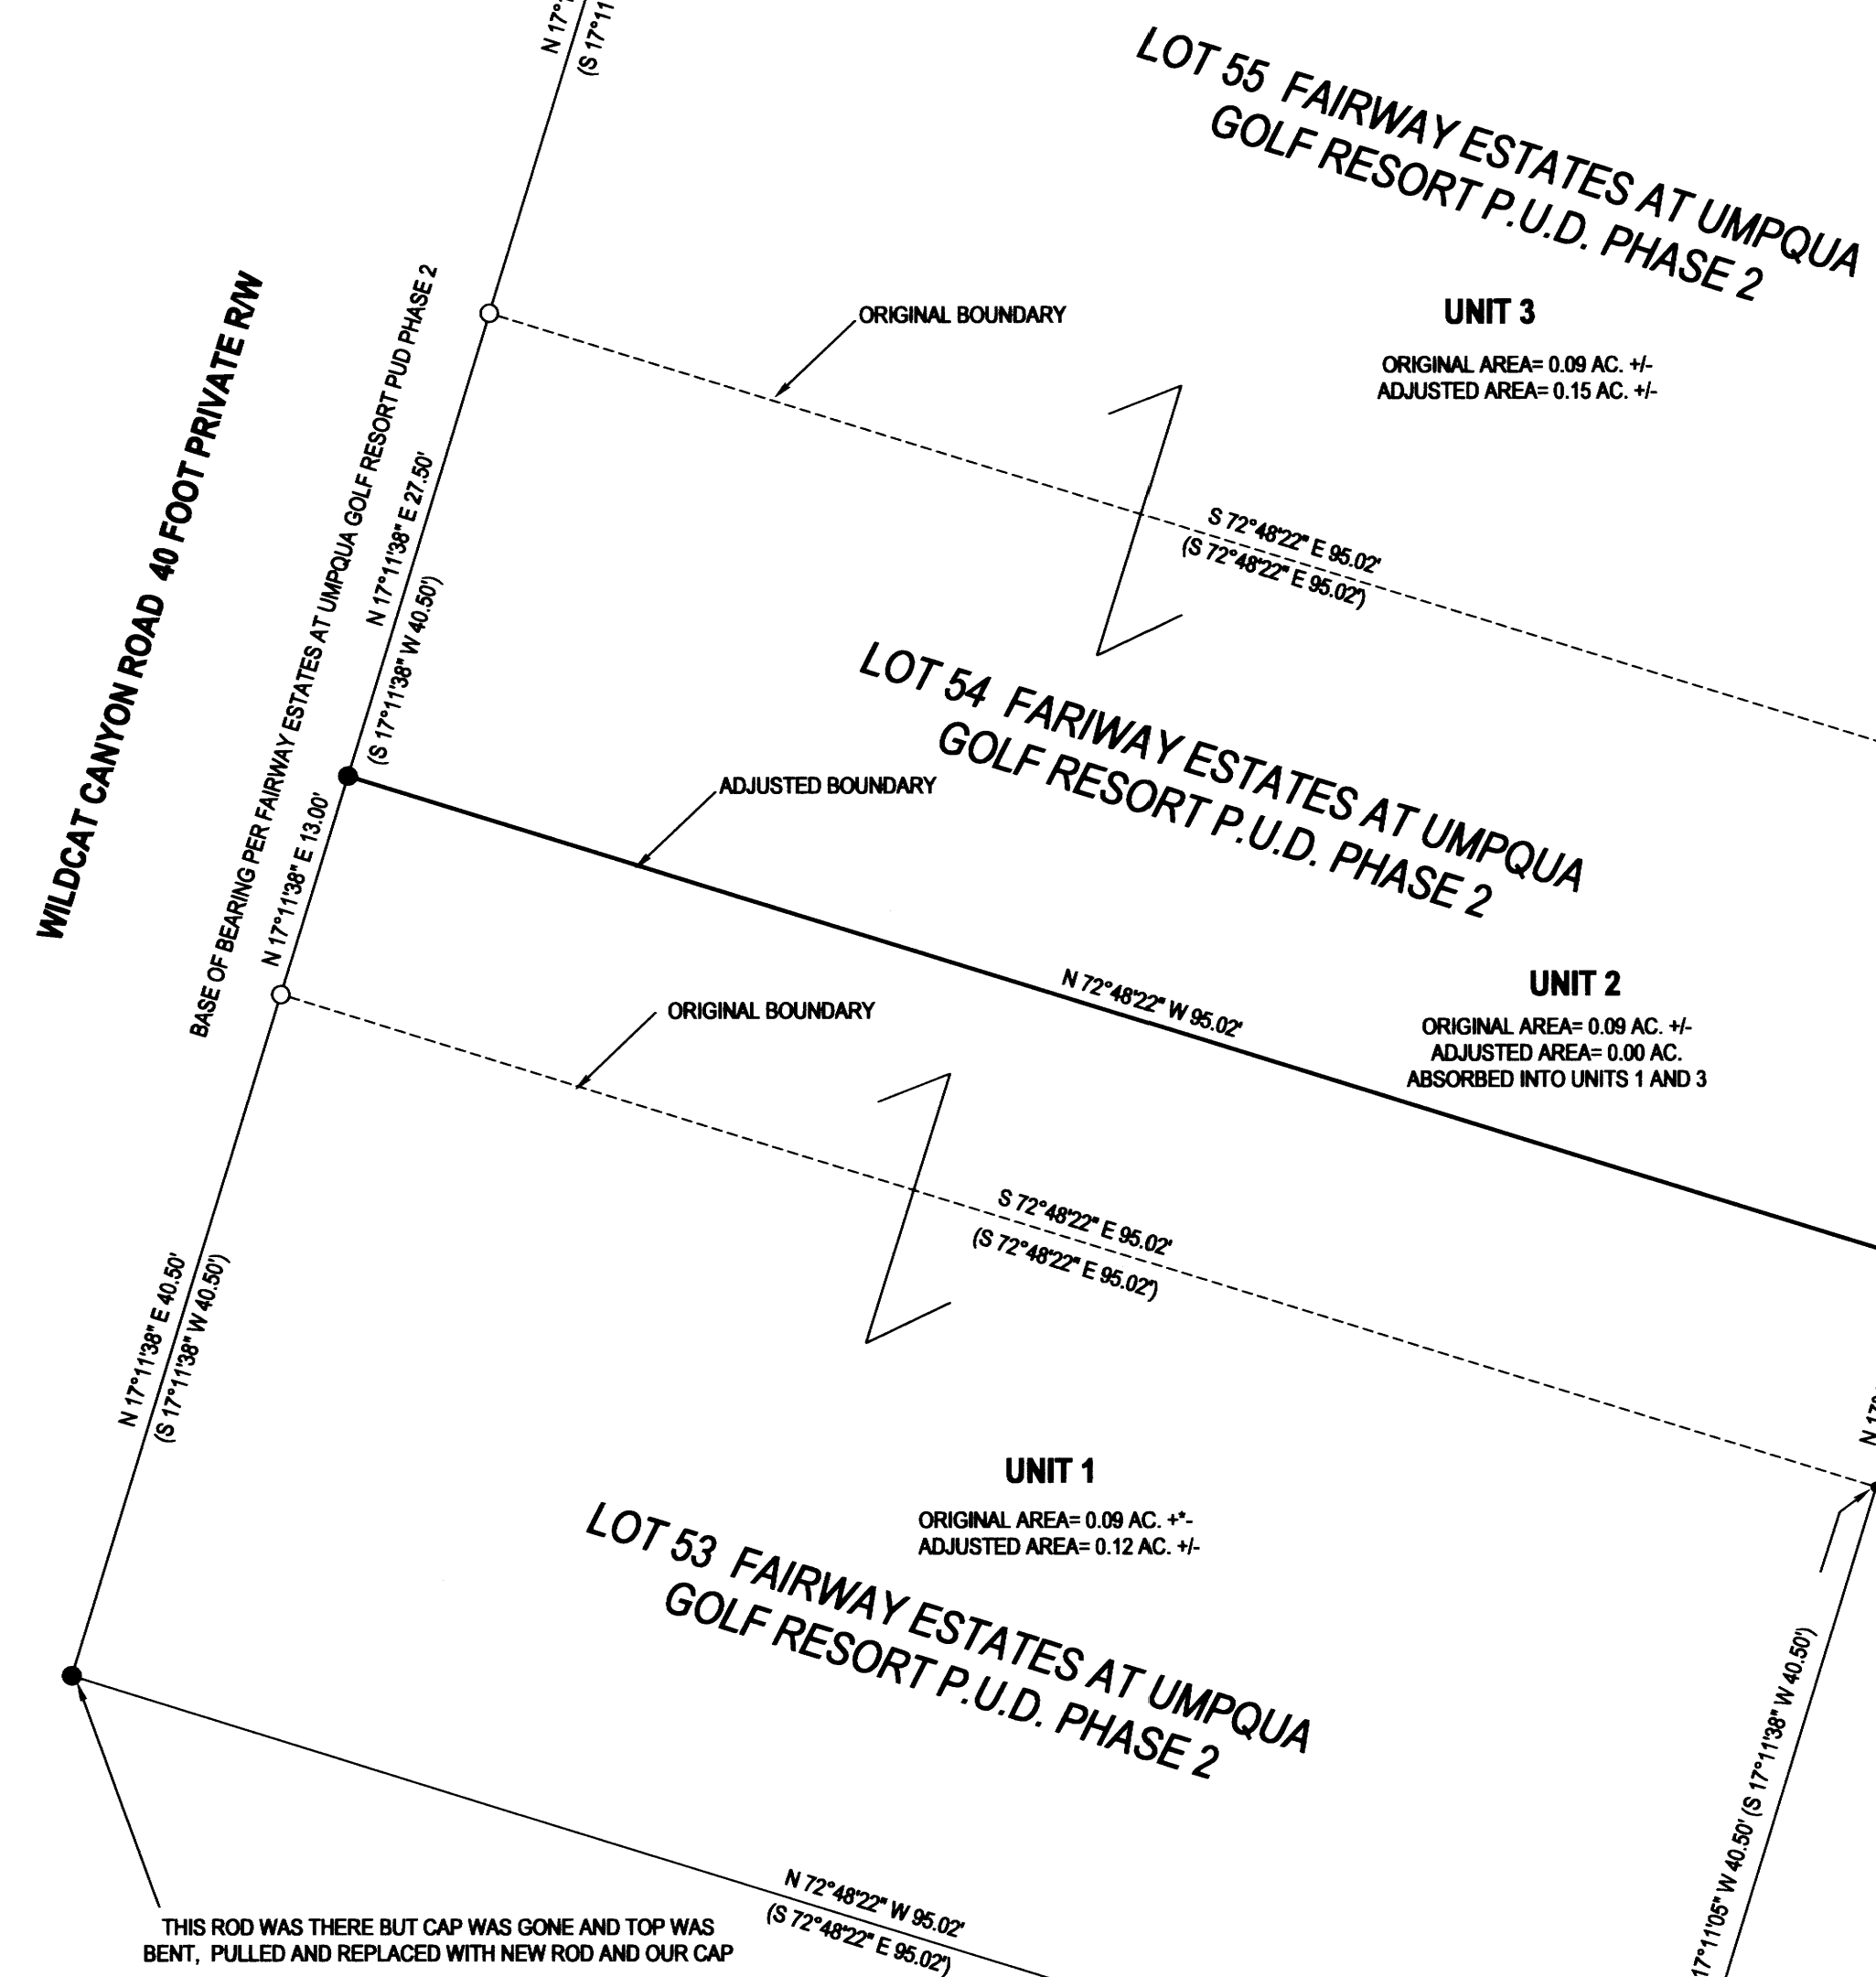 N 17°1
(S 17°11
LOT 55 FAIRWAY ESTATES AT UMPQUA
GOLF RESORT P.U.D. PHASE 2
UNIT 3
ORIGINAL AREA= 0.09 AC. +/-
ADJUSTED AREA= 0.15 AC. +/-
ORIGINAL BOUNDARY
WILDCAT CANYON ROAD 40 FOOT PRIVATE R/W
BASE OF BEARING PER FAIRWAY ESTATES AT UMPQUA GOLF RESORT PUD PHASE 2
N 17°11'38" E 27.50'
(S 17°11'38" W 40.50')
S 72°48'22" E 95.02'
(S 72°48'22" E 95.02')
LOT 54 FARIWAY ESTATES AT UMPQUA
GOLF RESORT P.U.D. PHASE 2
ADJUSTED BOUNDARY
N 17°11'38" E 13.00'
N 72°48'22" W 95.02'
UNIT 2
ORIGINAL AREA= 0.09 AC. +/-
ADJUSTED AREA= 0.00 AC.
ABSORBED INTO UNITS 1 AND 3
ORIGINAL BOUNDARY
S 72°48'22" E 95.02'
(S 72°48'22" E 95.02')
N 17°11'38" E 40.50'
(S 17°11'38" W 40.50')
UNIT 1
ORIGINAL AREA= 0.09 AC. +*-
ADJUSTED AREA= 0.12 AC. +/-
LOT 53 FAIRWAY ESTATES AT UMPQUA
GOLF RESORT P.U.D. PHASE 2
N 17°
17°11'05" W 40.50' (S 17°11'38" W 40.50')
N 72°48'22" W 95.02'
(S 72°48'22" E 95.02')
THIS ROD WAS THERE BUT CAP WAS GONE AND TOP WAS
BENT, PULLED AND REPLACED WITH NEW ROD AND OUR CAP